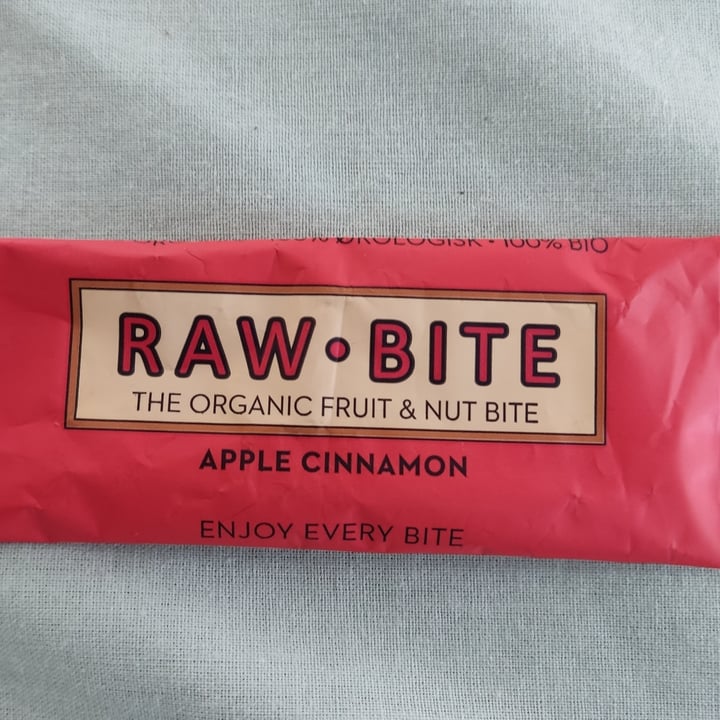 ØKOLOGISK • 100% BIO
RAW•BITE
THE ORGANIC FRUIT & NUT BITE
APPLE CINNAMON
ENJOY EVERY BITE